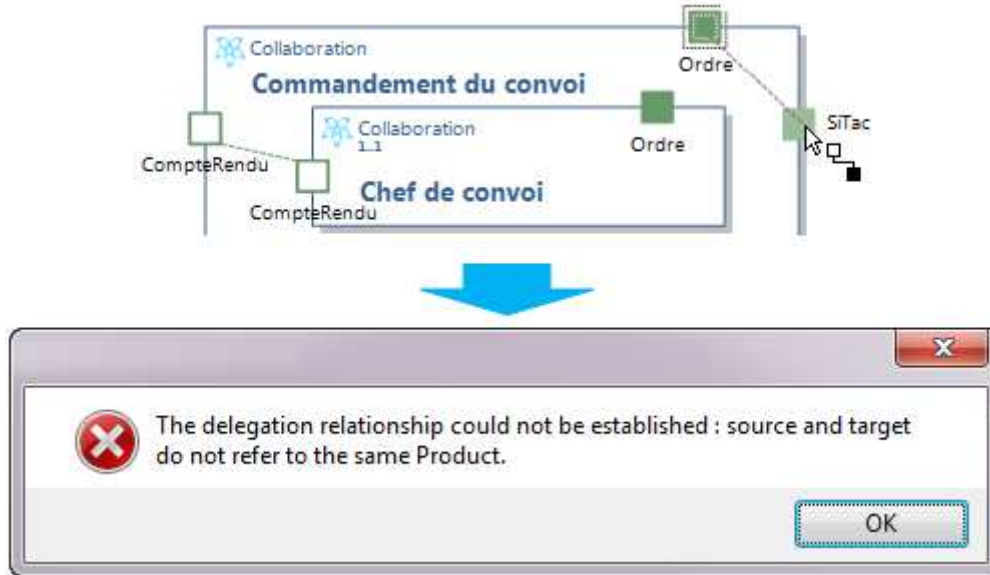 Collaboration
Commandement du convoi
Ordre
Collaboration
1..1
Ordre
SiTac
CompteRendu
Chef de convoi
CompteRendu
The delegation relationship could not be established : source and target
do not refer to the same Product.
OK